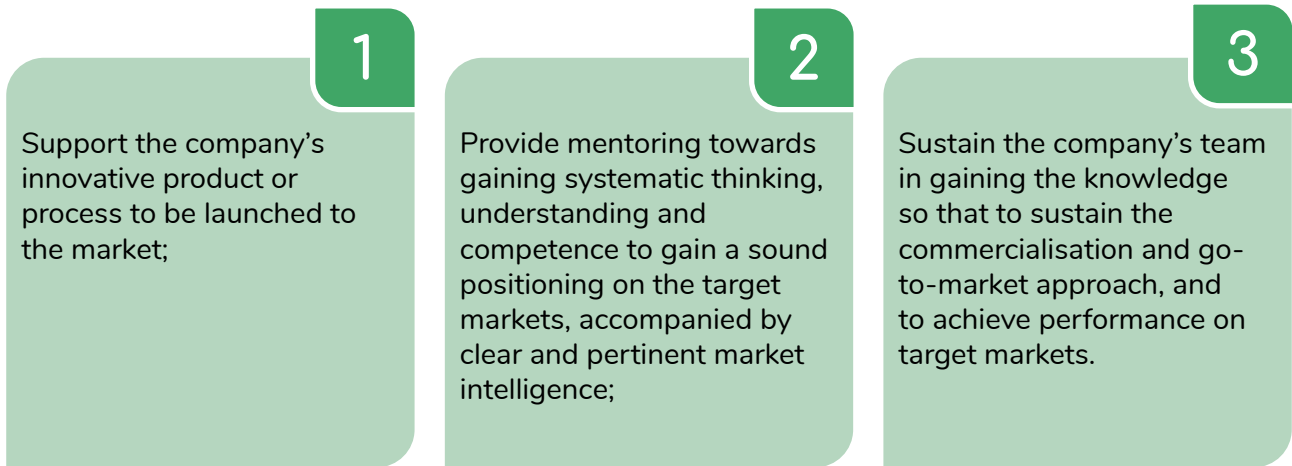 1
Support the company’s
innovative product or
process to be launched to
the market;
2
Provide mentoring towards
gaining systematic thinking,
understanding and
competence to gain a sound
positioning on the target
markets, accompanied by
clear and pertinent market
intelligence;
3
Sustain the company’s team
in gaining the knowledge
so that to sustain the
commercialisation and go-
to-market approach, and
to achieve performance on
target markets.